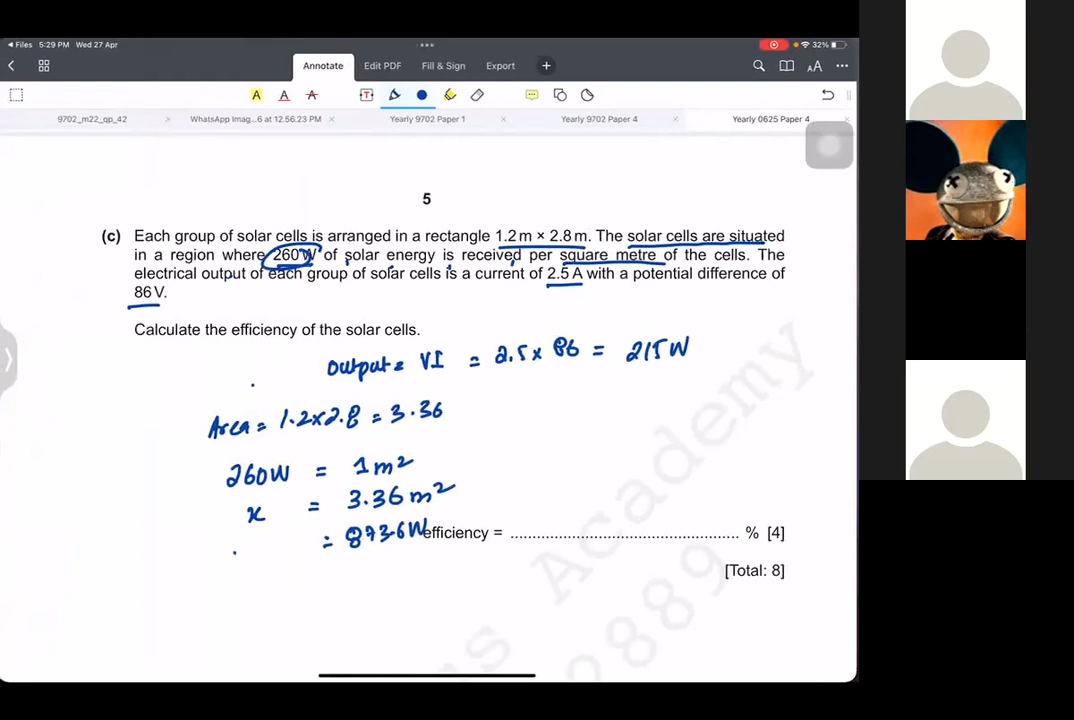 Files 5:29 PM Wed 27 Apr 32%
Annotate Edit PDF Fill & Sign Export
9702_m22_qp_42 WhatsApp Imag...6 at 12.56.23 PM Yearly 9702 Paper 1 Yearly 9702 Paper 4 Yearly 0625 Paper 4
5
(c) Each group of solar cells is arranged in a rectangle 1.2 m × 2.8 m. The solar cells are situated
in a region where 260 W of solar energy is received per square metre of the cells. The
electrical output of each group of solar cells is a current of 2.5 A with a potential difference of
86 V.
Calculate the efficiency of the solar cells.
Output = VI = 2.5 × 86 = 215W
Area = 1.2×2.8 = 3.36
260W = 1m²
x = 3.36m²
= 873.6W
efficiency = ........................................................ % [4]
[Total: 8]
s Academy
0889